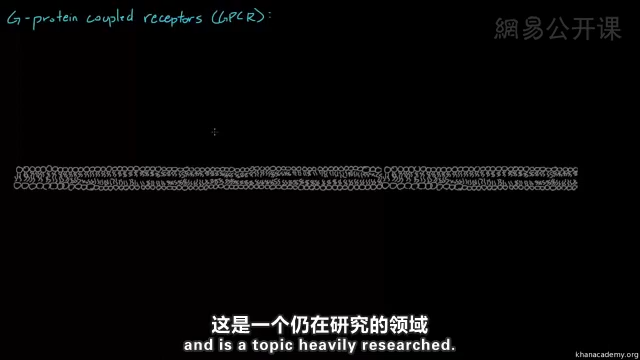 G-protein coupled receptors (GPCR):
網易公开课
这是一个仍在研究的领域
and is a topic heavily researched.
khanacademy.org